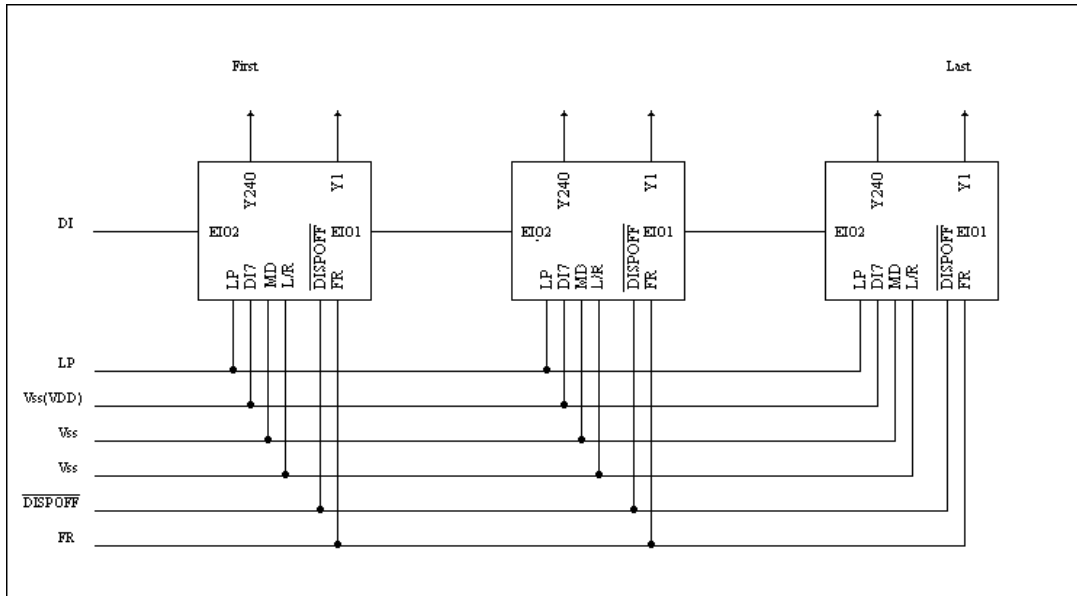 First Last
Y240 Y1 Y240 Y1 Y240 Y1
DI EIO2 EIO1 EIO2 EIO1 EIO2 EIO1
LP DI7 MD L/R DISPOFF FR LP DI7 MD L/R DISPOFF FR LP DI7 MD L/R DISPOFF FR
LP
Vss(VDD)
Vss
Vss
DISPOFF
FR